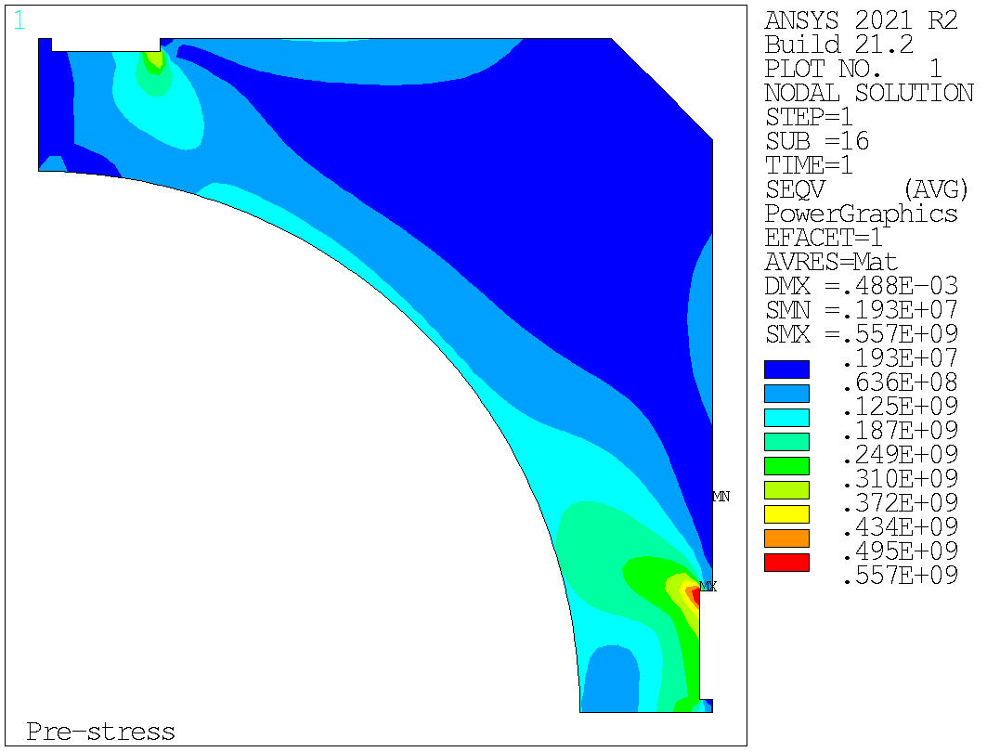 1
ANSYS 2021 R2
Build 21.2
PLOT NO.   1
NODAL SOLUTION
STEP=1
SUB =16
TIME=1
SEQV     (AVG)
PowerGraphics
EFACET=1
AVRES=Mat
DMX =.488E-03
SMN =.193E+07
SMX =.557E+09
.193E+07
.636E+08
.125E+09
.187E+09
.249E+09
.310E+09
.372E+09
.434E+09
.495E+09
.557E+09
MN
MX
Pre-stress